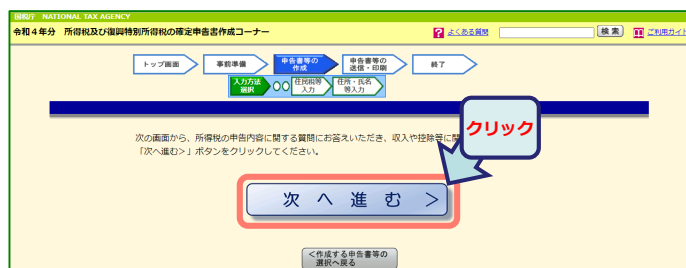 国税庁 NATIONAL TAX AGENCY
令和4年分 所得税及び復興特別所得税の確定申告書作成コーナー
? よくある質問
検索
ご利用ガイド
トップ画面
事前準備
申告書等の
作成
申告書等の
送信・印刷
終了
入力方法
選択
住民税等
入力
住所・氏名
等入力
次の画面から、所得税の申告内容に関する質問にお答えいただき、収入や控除等に関
「次へ進む>」ボタンをクリックしてください。
クリック
次へ進む >
<作成する申告書等の
選択へ戻る